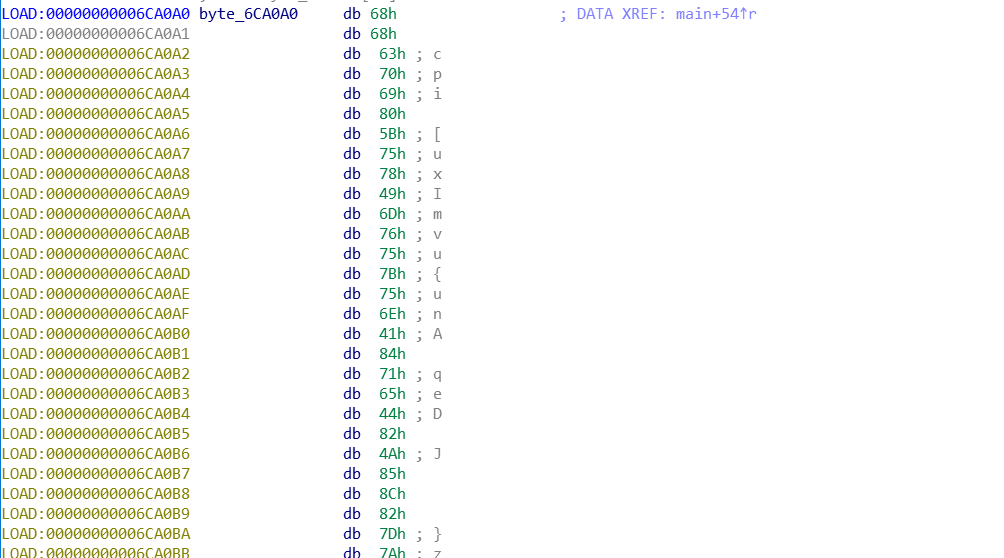 LOAD:00000000006CA0A0 byte_6CA0A0 db 68h ; DATA XREF: main+54↑r
LOAD:00000000006CA0A1 db 68h
LOAD:00000000006CA0A2 db 63h ; c
LOAD:00000000006CA0A3 db 70h ; p
LOAD:00000000006CA0A4 db 69h ; i
LOAD:00000000006CA0A5 db 80h
LOAD:00000000006CA0A6 db 5Bh ; [
LOAD:00000000006CA0A7 db 75h ; u
LOAD:00000000006CA0A8 db 78h ; x
LOAD:00000000006CA0A9 db 49h ; I
LOAD:00000000006CA0AA db 6Dh ; m
LOAD:00000000006CA0AB db 76h ; v
LOAD:00000000006CA0AC db 75h ; u
LOAD:00000000006CA0AD db 7Bh ; {
LOAD:00000000006CA0AE db 75h ; u
LOAD:00000000006CA0AF db 6Eh ; n
LOAD:00000000006CA0B0 db 41h ; A
LOAD:00000000006CA0B1 db 84h
LOAD:00000000006CA0B2 db 71h ; q
LOAD:00000000006CA0B3 db 65h ; e
LOAD:00000000006CA0B4 db 44h ; D
LOAD:00000000006CA0B5 db 82h
LOAD:00000000006CA0B6 db 4Ah ; J
LOAD:00000000006CA0B7 db 85h
LOAD:00000000006CA0B8 db 8Ch
LOAD:00000000006CA0B9 db 82h
LOAD:00000000006CA0BA db 7Dh ; }
LOAD:00000000006CA0BB db 7Ah ; z